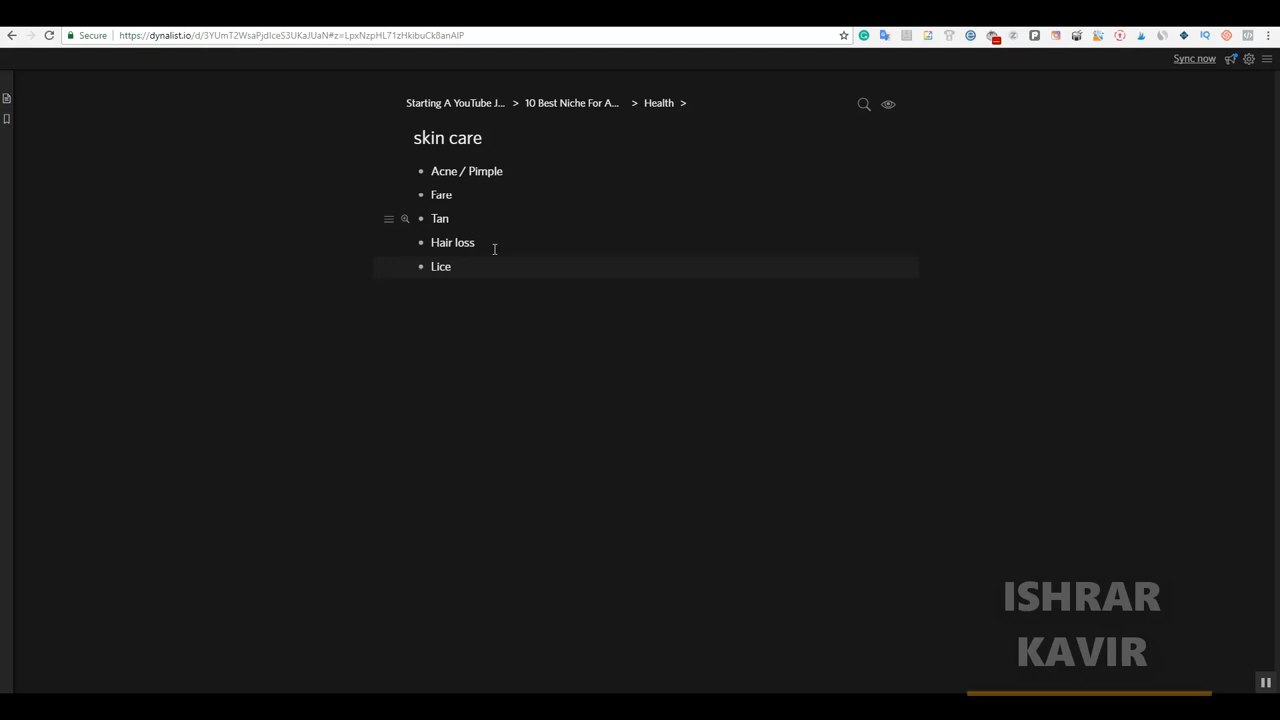 Secure
https://dynalist.io/d/3YUmT2WsaPjdIceS3UKaJUaN#z=LpxNzpHL71zHkibuCk8anAIP
Sync now
Starting A YouTube J... > 10 Best Niche For A... > Health >
skin care
Acne / Pimple
Fare
Tan
Hair loss
Lice
ISHRAR
KAVIR